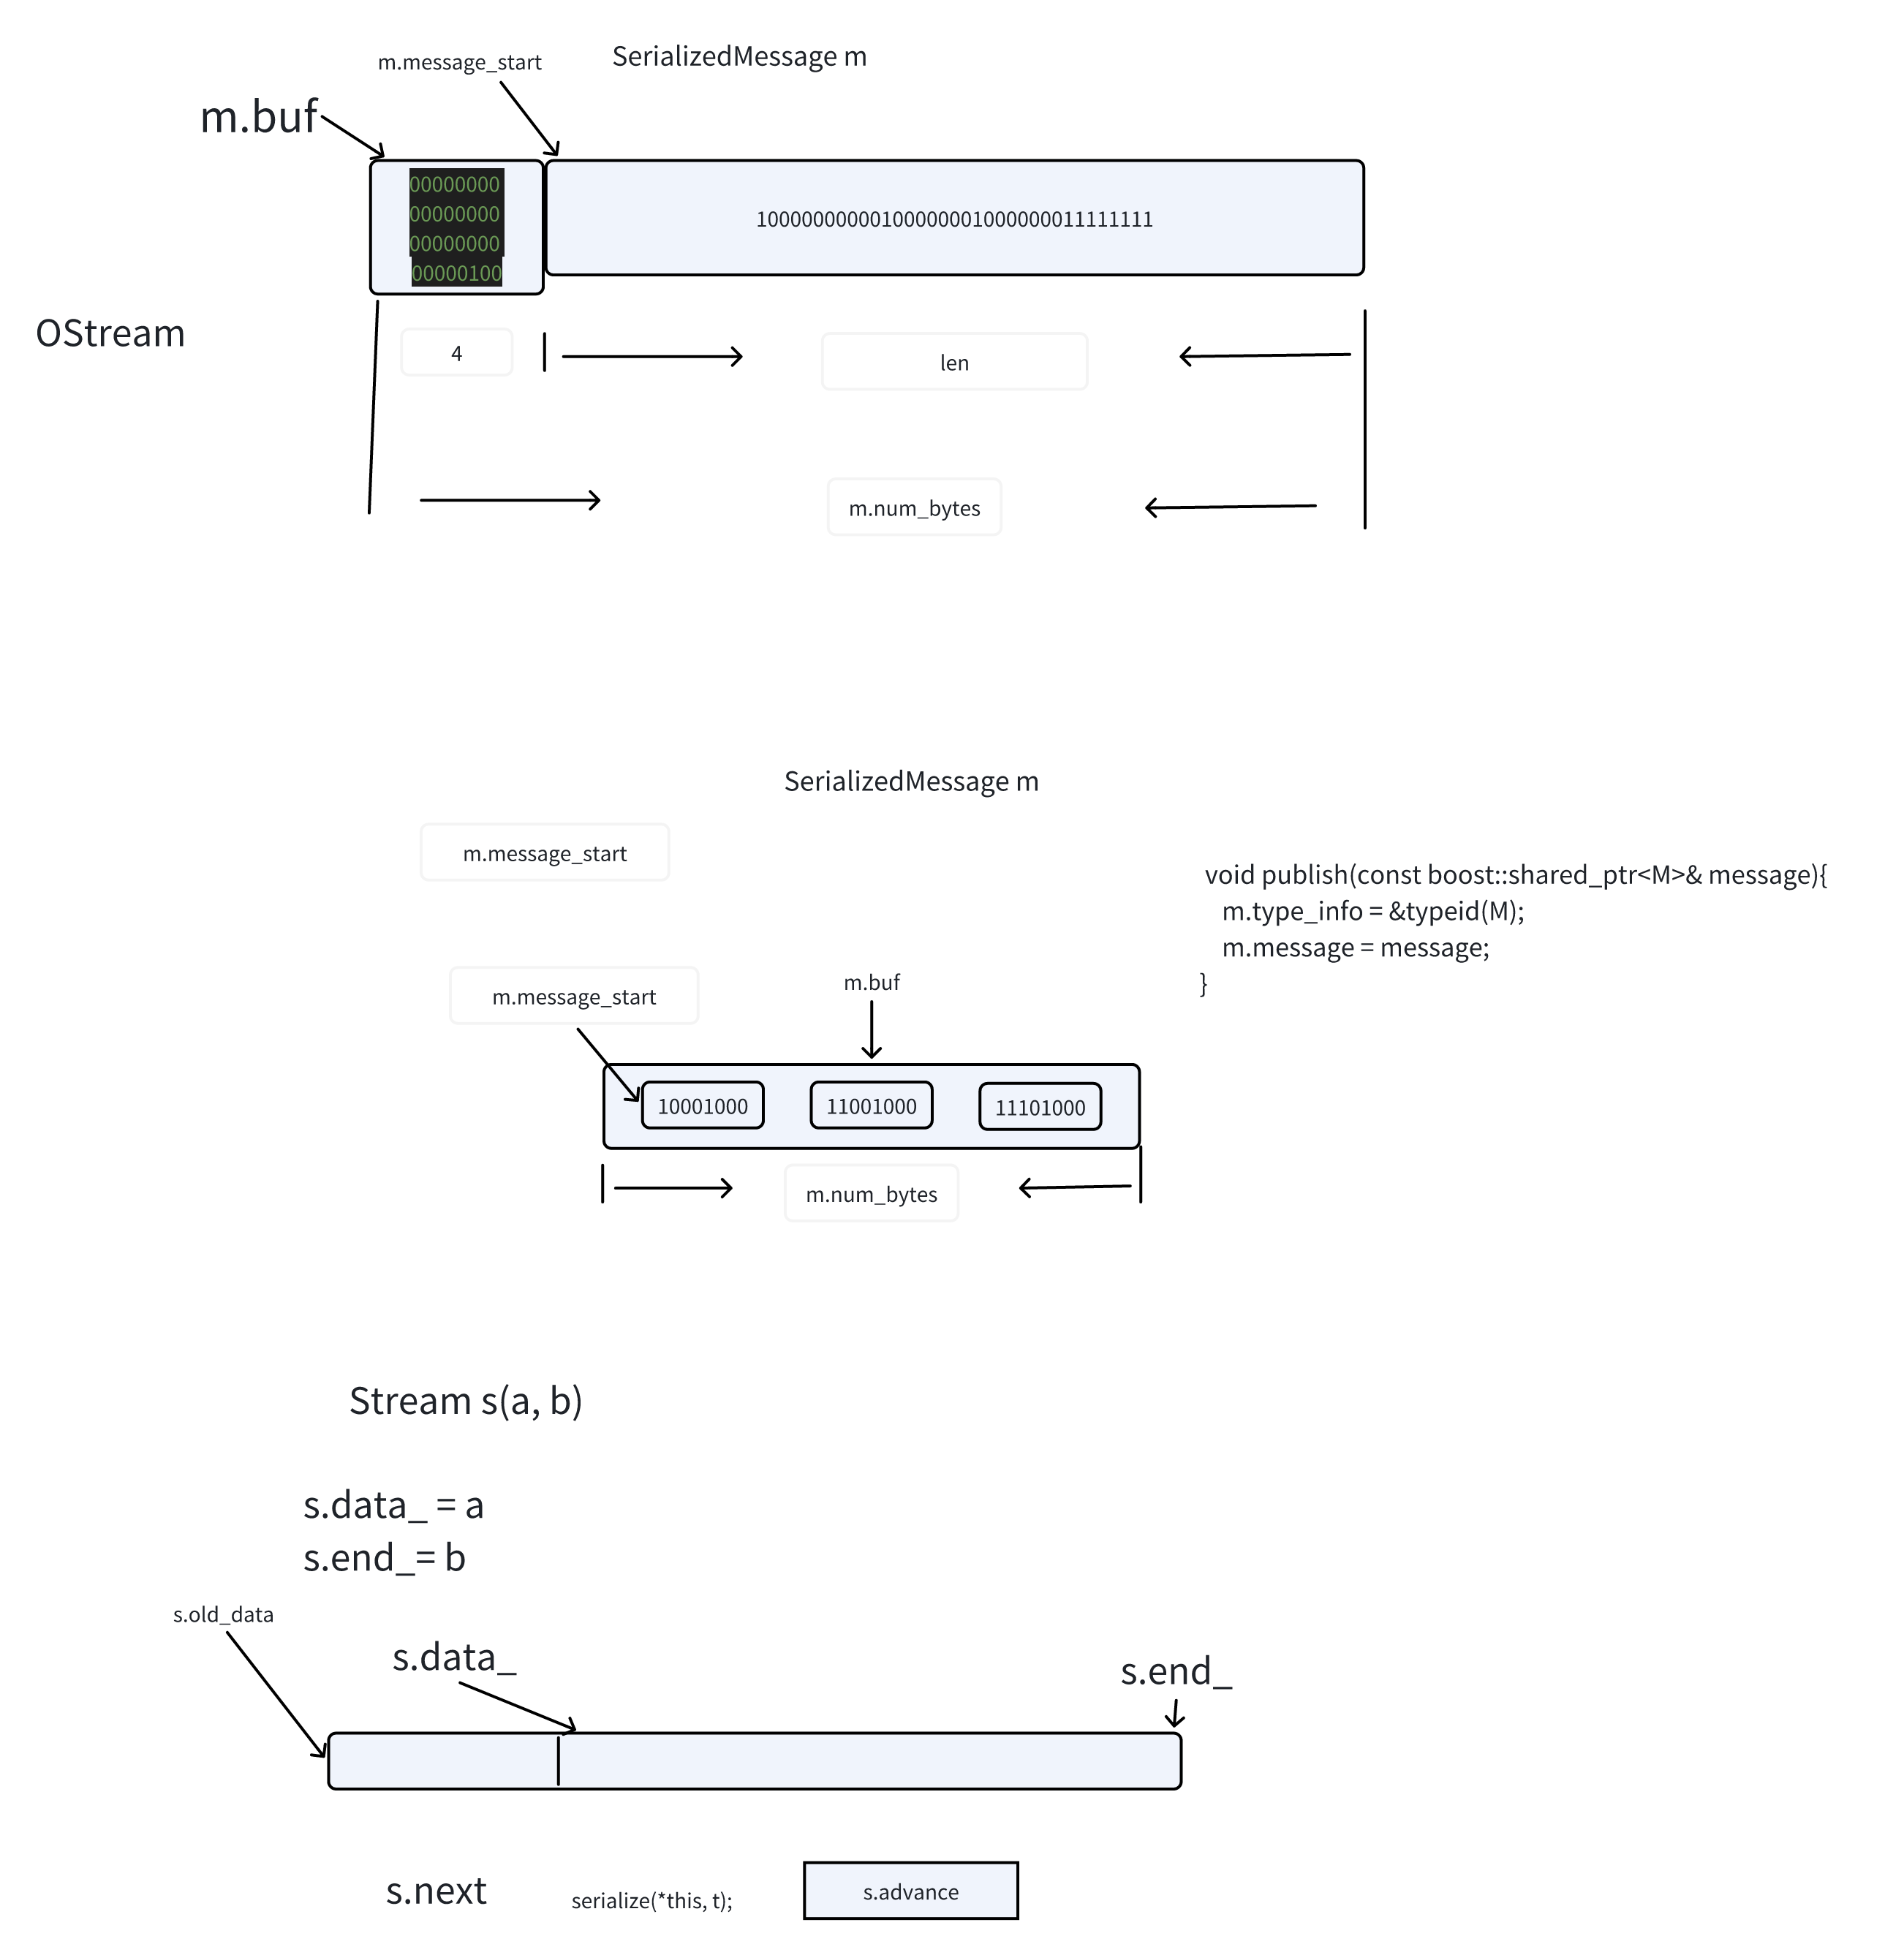 m.message_start
SerializedMessage m
m.buf
00000000
00000000
00000000
00000100
10000000000100000001000000011111111
OStream
4
len
m.num_bytes
SerializedMessage m
m.message_start
void publish(const boost::shared_ptr<M>& message){
m.type_info = &typeid(M);
m.message = message;
}
m.message_start
m.buf
10001000
11001000
11101000
m.num_bytes
Stream s(a, b)
s.data_ = a
s.end_= b
s.old_data
s.data_
s.end_
s.next
serialize(*this, t);
s.advance